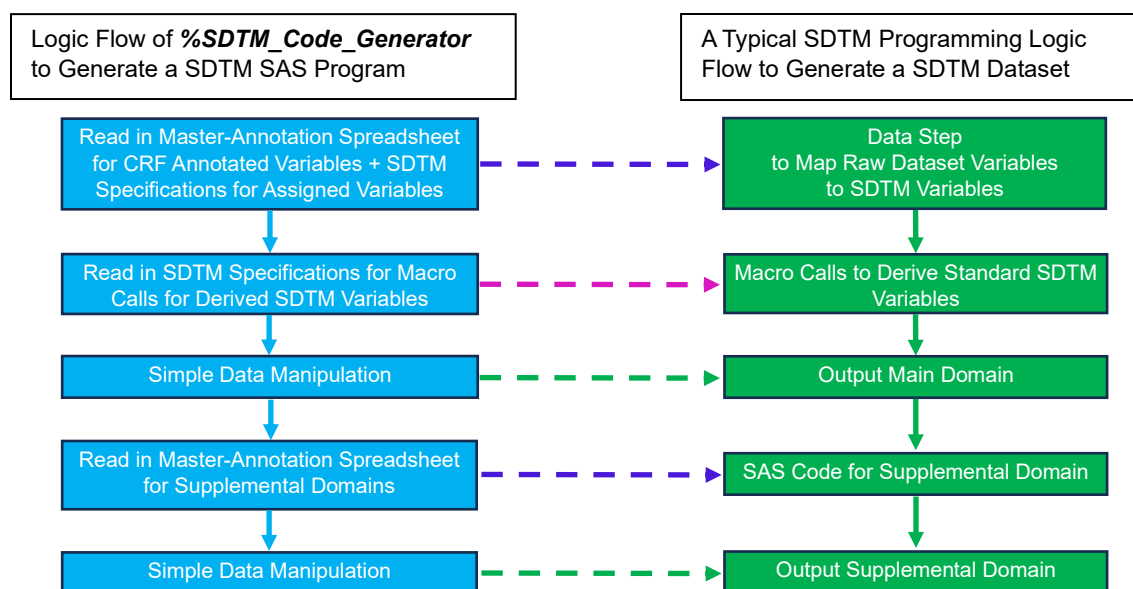 Logic Flow of %SDTM_Code_Generator
to Generate a SDTM SAS Program
A Typical SDTM Programming Logic
Flow to Generate a SDTM Dataset
Read in Master-Annotation Spreadsheet
for CRF Annotated Variables + SDTM
Specifications for Assigned Variables
Data Step
to Map Raw Dataset Variables
to SDTM Variables
Read in SDTM Specifications for Macro
Calls for Derived SDTM Variables
Macro Calls to Derive Standard SDTM
Variables
Simple Data Manipulation
Output Main Domain
Read in Master-Annotation Spreadsheet
for Supplemental Domains
SAS Code for Supplemental Domain
Simple Data Manipulation
Output Supplemental Domain